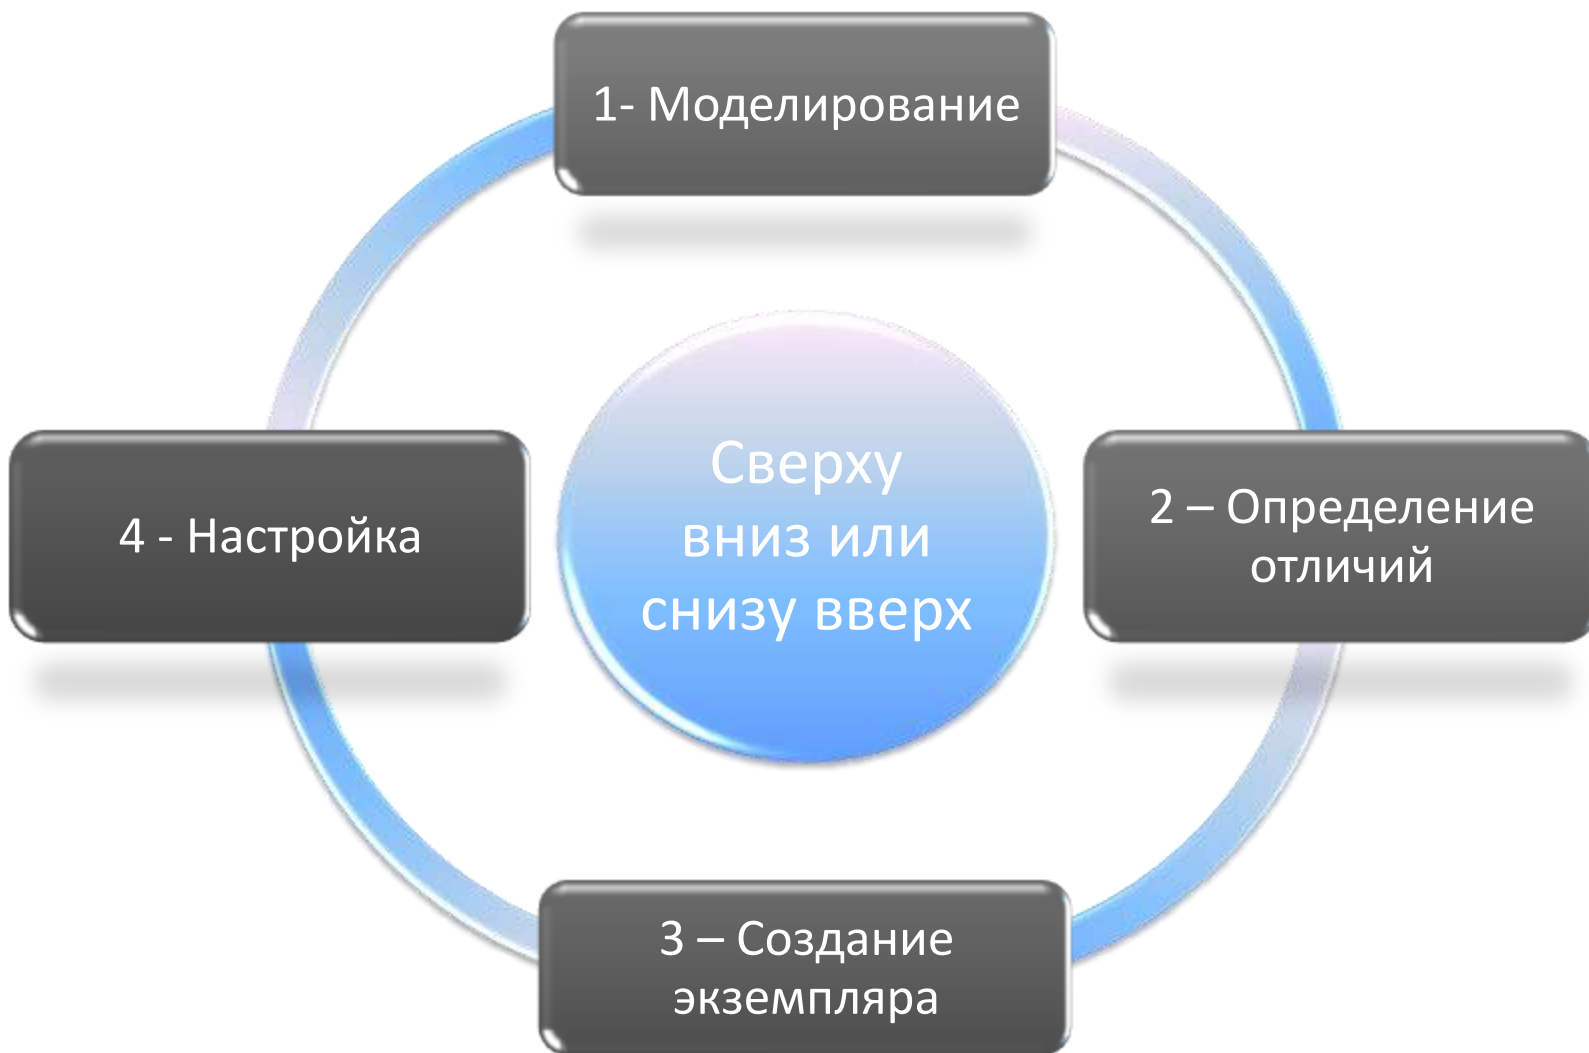 1- Моделирование
Сверху
вниз или
снизу вверх
2 – Определение
отличий
4 - Настройка
3 – Создание
экземпляра